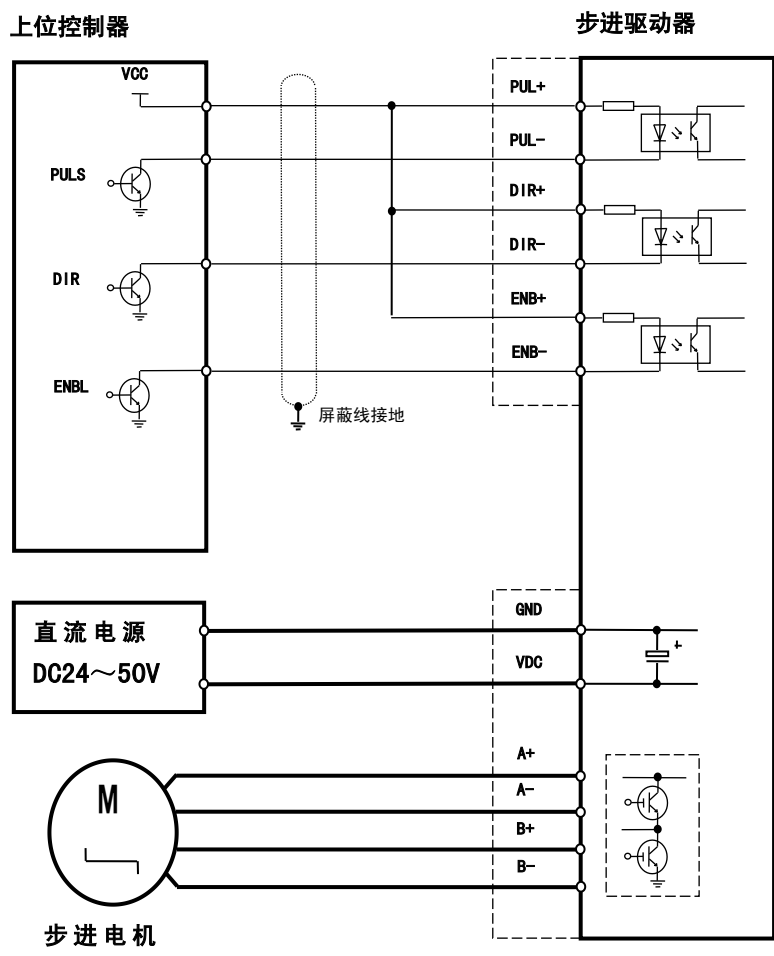 上位控制器
步进驱动器
VCC
PUL+
PUL-
PULS
DIR+
DIR-
DIR
ENB+
ENB-
ENBL
屏蔽线接地
GND
直流电源
DC24～50V
VDC
+
A+
A-
M
B+
B-
步进电机